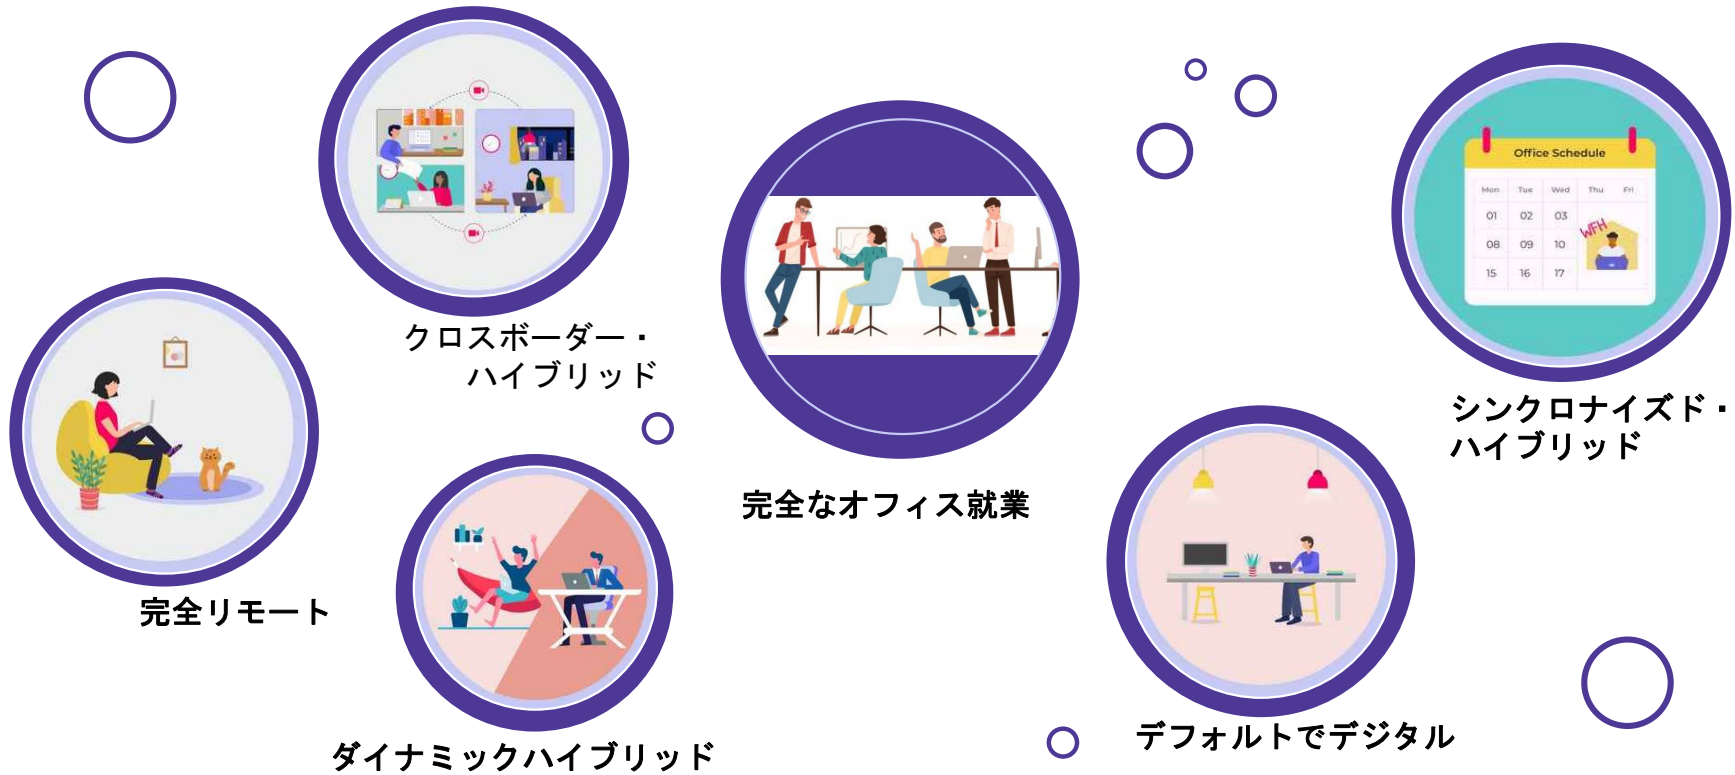 クロスボーダー・
ハイブリッド
Office Schedule
Mon Tue Wed Thu Fri
01 02 03
WFH
08 09 10
15 16 17
シンクロナイズド・
ハイブリッド
完全なオフィス就業
完全リモート
デフォルトでデジタル
ダイナミックハイブリッド